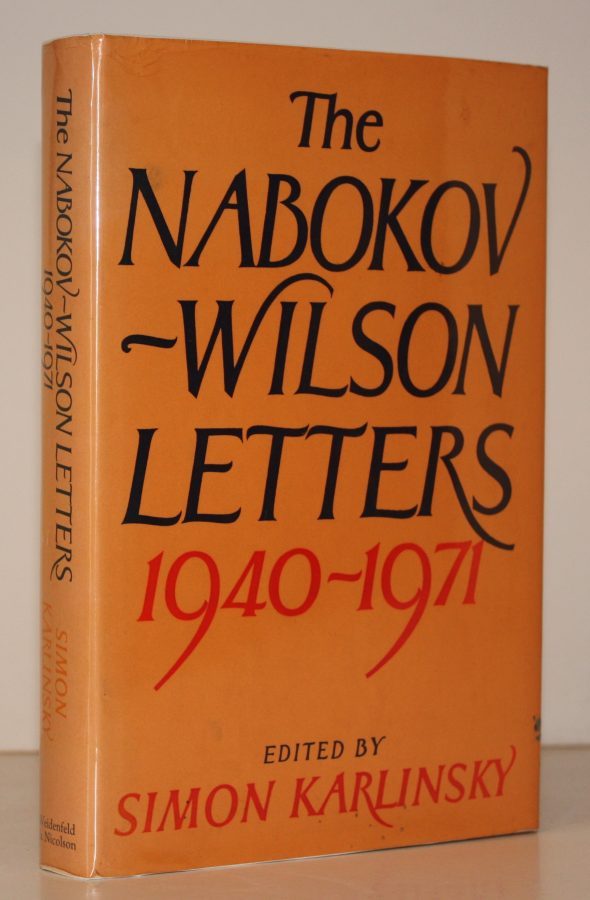 The
NABOKOV
~WILSON
LETTERS
1940~1971
EDITED BY
SIMON KARLINSKY
The NABOKOV~WILSON LETTERS
1940~1971
SIMON
KARLINSKY
Nicolson